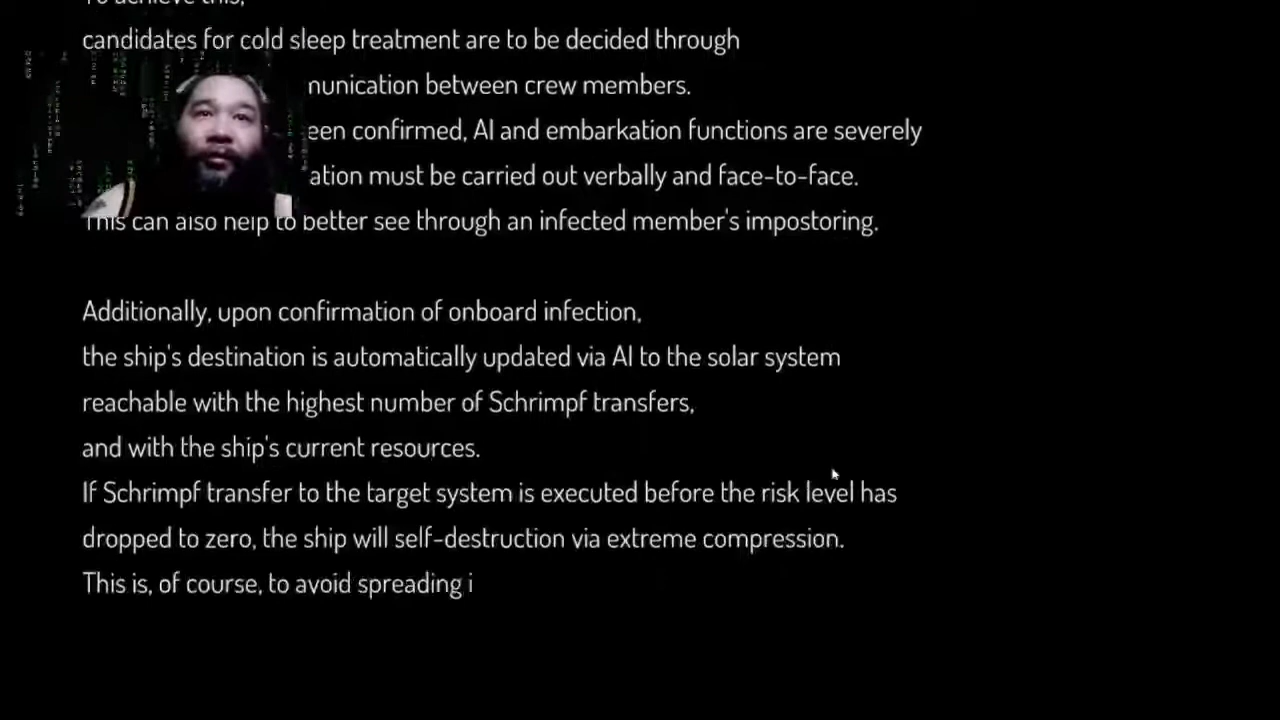 To achieve this,
candidates for cold sleep treatment are to be decided through
munication between crew members.
een confirmed, AI and embarkation functions are severely
ation must be carried out verbally and face-to-face.
This can also help to better see through an infected member's impostoring.
Additionally, upon confirmation of onboard infection,
the ship's destination is automatically updated via AI to the solar system
reachable with the highest number of Schrimpf transfers,
and with the ship's current resources.
If Schrimpf transfer to the target system is executed before the risk level has
dropped to zero, the ship will self-destruction via extreme compression.
This is, of course, to avoid spreading i